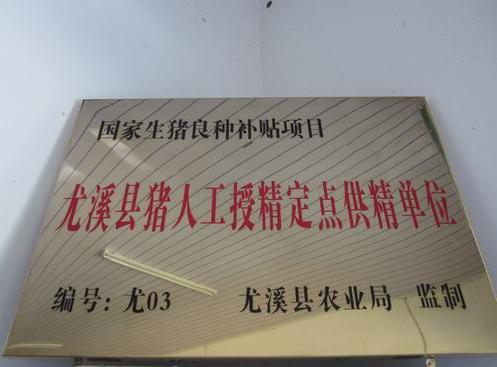 国家生猪良种补贴项目
尤溪县猪人工授精定点供精单位
编号: 尤03 尤溪县农业局 监制